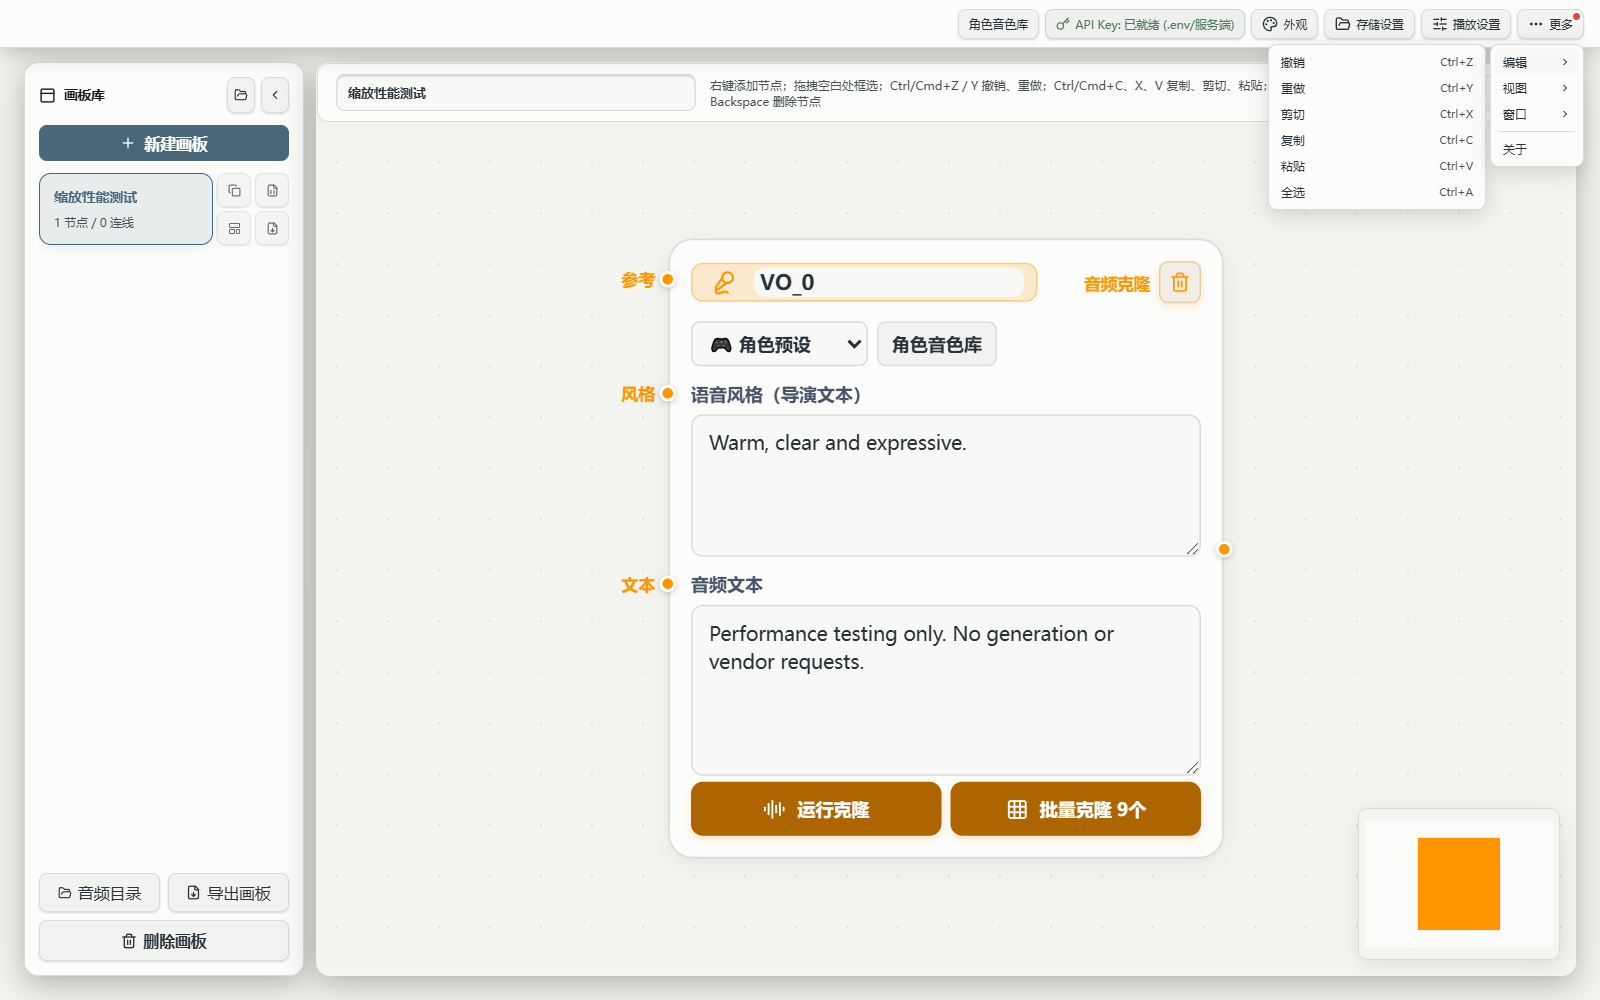 角色音色库
API Key: 已就绪 (.env/服务端)
外观
存储设置
播放设置
更多
画板库
新建画板
缩放性能测试
1 节点 / 0 连线
音频目录
导出画板
删除画板
缩放性能测试
右键添加节点；拖拽空白处框选；Ctrl/Cmd+Z / Y 撤销、重做；Ctrl/Cmd+C、X、V 复制、剪切、粘贴；
Backspace 删除节点
撤销 Ctrl+Z
重做 Ctrl+Y
剪切 Ctrl+X
复制 Ctrl+C
粘贴 Ctrl+V
全选 Ctrl+A
编辑
视图
窗口
关于
参考
VO_0
音频克隆
角色预设
角色音色库
风格
语音风格（导演文本）
Warm, clear and expressive.
文本
音频文本
Performance testing only. No generation or
vendor requests.
运行克隆
批量克隆 9个